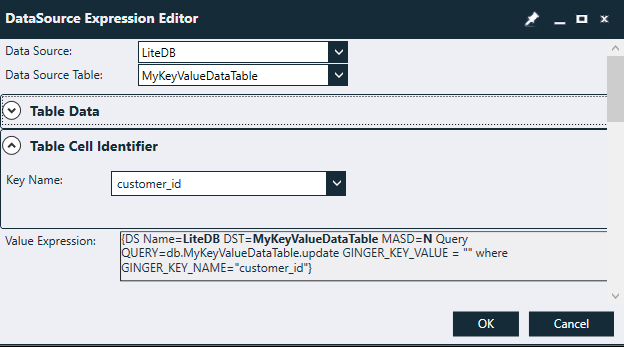 DataSource Expression Editor
Data Source: LiteDB
Data Source Table: MyKeyValueDataTable
Table Data
Table Cell Identifier
Key Name: customer_id
Value Expression: {DS Name=LiteDB DST=MyKeyValueDataTable MASD=N Query
QUERY=db.MyKeyValueDataTable.update GINGER_KEY_VALUE = "" where
GINGER_KEY_NAME="customer_id"}
OK Cancel